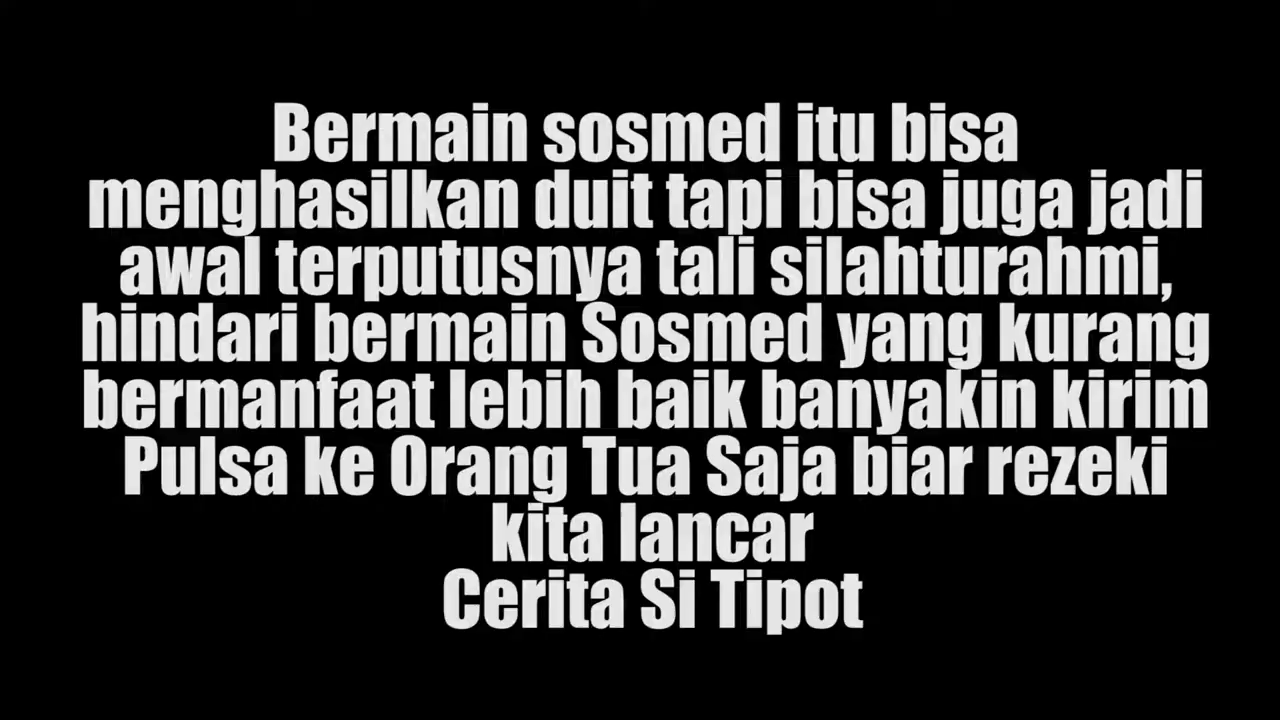 Bermain sosmed itu bisa
menghasilkan duit tapi bisa juga jadi
awal terputusnya tali silahturahmi,
hindari bermain Sosmed yang kurang
bermanfaat lebih baik banyakin kirim
Pulsa ke Orang Tua Saja biar rezeki
kita lancar
Cerita Si Tipot